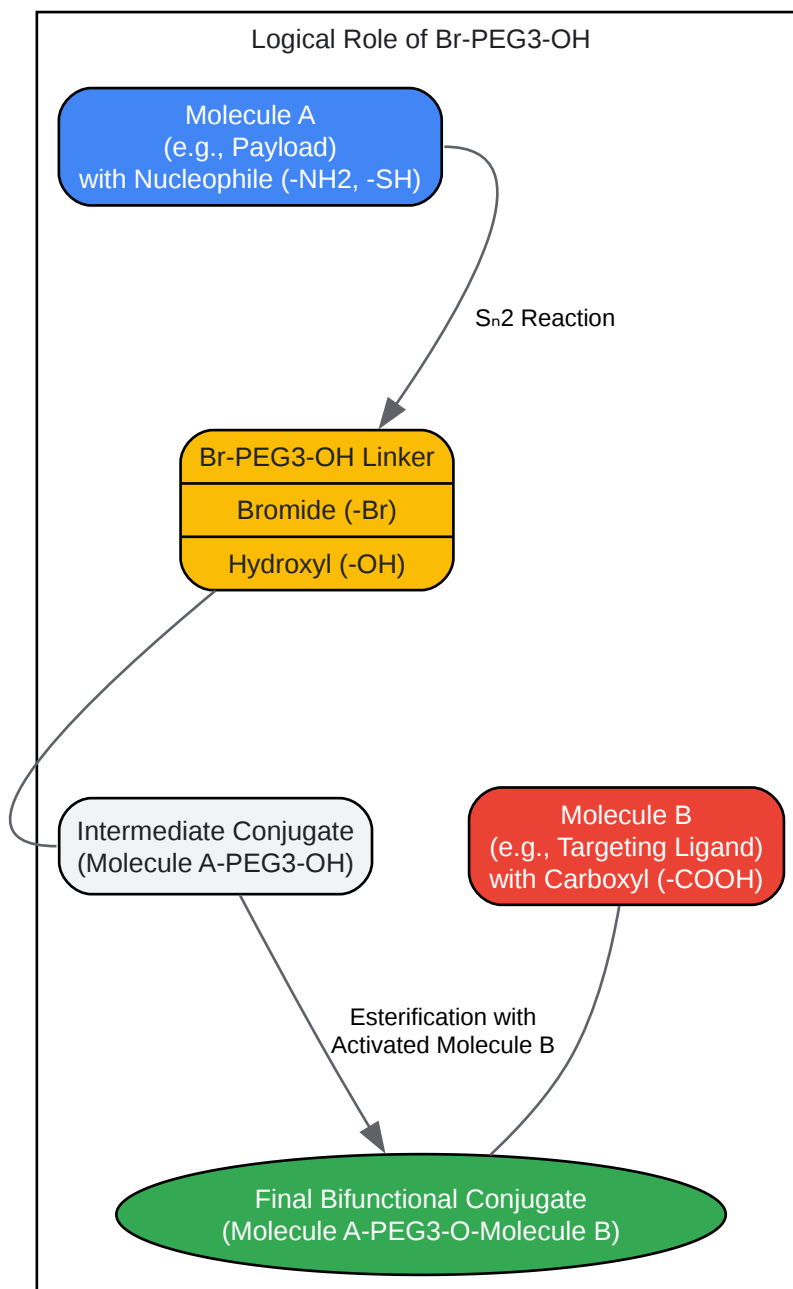 Logical Role of Br-PEG3-OH
Molecule A
(e.g., Payload)
with Nucleophile (-NH2, -SH)
Sₙ2 Reaction
Br-PEG3-OH Linker
Bromide (-Br)
Hydroxyl (-OH)
Intermediate Conjugate
(Molecule A-PEG3-OH)
Molecule B
(e.g., Targeting Ligand)
with Carboxyl (-COOH)
Esterification with
Activated Molecule B
Final Bifunctional Conjugate
(Molecule A-PEG3-O-Molecule B)